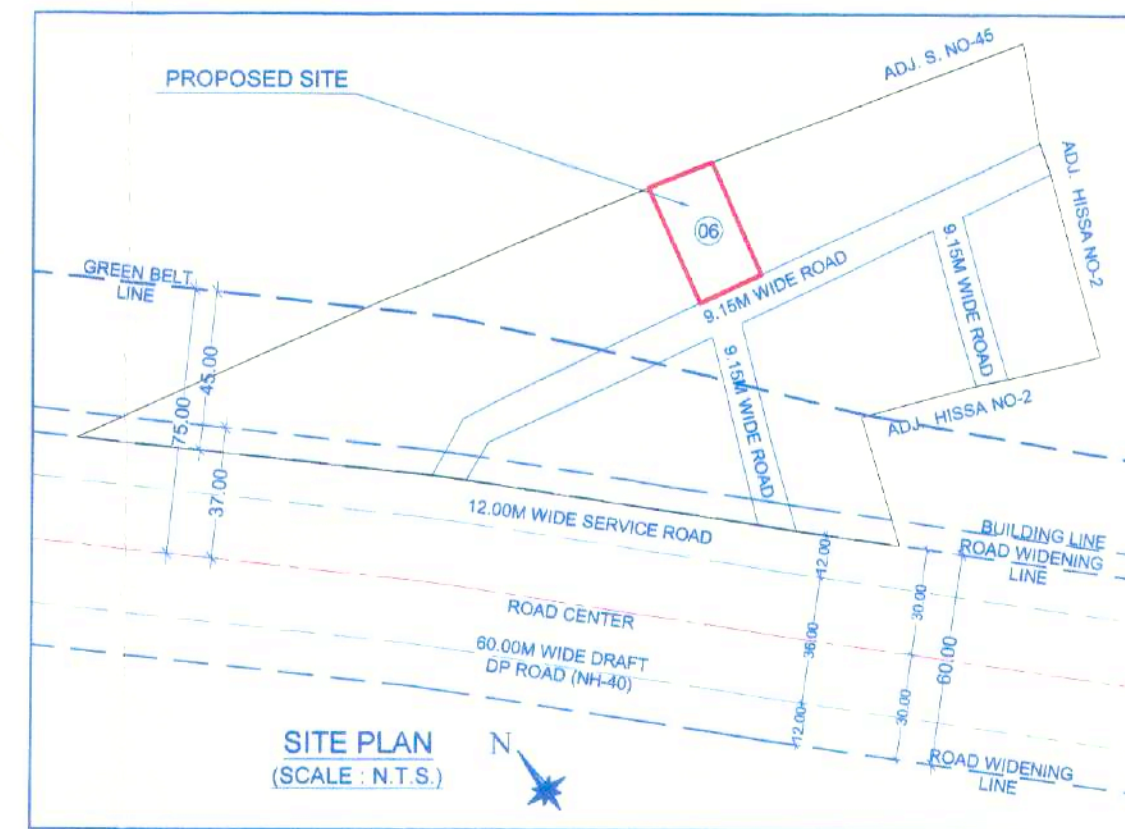 PROPOSED SITE
ADJ. S. NO-45
ADJ. HISSA NO-2
06
9.15M WIDE ROAD
9.15M WIDE ROAD
9.15M WIDE ROAD
GREEN BELT
LINE
75.00
45.00
37.00
ADJ. HISSA NO-2
12.00M WIDE SERVICE ROAD
BUILDING LINE
ROAD WIDENING
LINE
ROAD CENTER
60.00M WIDE DRAFT
DP ROAD (NH-40)
12.00
36.00
12.00
30.00
30.00
60.00
ROAD WIDENING
LINE
SITE PLAN
(SCALE : N.T.S.)
N